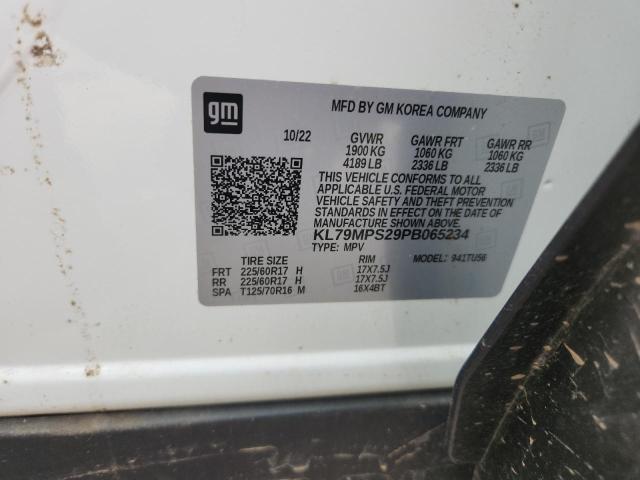 gm
MFD BY GM KOREA COMPANY
10/22 GVWR GAWR FRT GAWR RR
1900 KG 1060 KG 1060 KG
4189 LB 2336 LB 2336 LB
THIS VEHICLE CONFORMS TO ALL
APPLICABLE U.S. FEDERAL MOTOR
VEHICLE SAFETY AND THEFT PREVENTION
STANDARDS IN EFFECT ON THE DATE OF
MANUFACTURE SHOWN ABOVE.
KL79MPS29PB065234
TYPE: MPV MODEL: 941TU56
TIRE SIZE RIM
FRT 225/60R17 H 17X7.5J
RR 225/60R17 H 17X7.5J
SPA T125/70R16 M 16X4BT